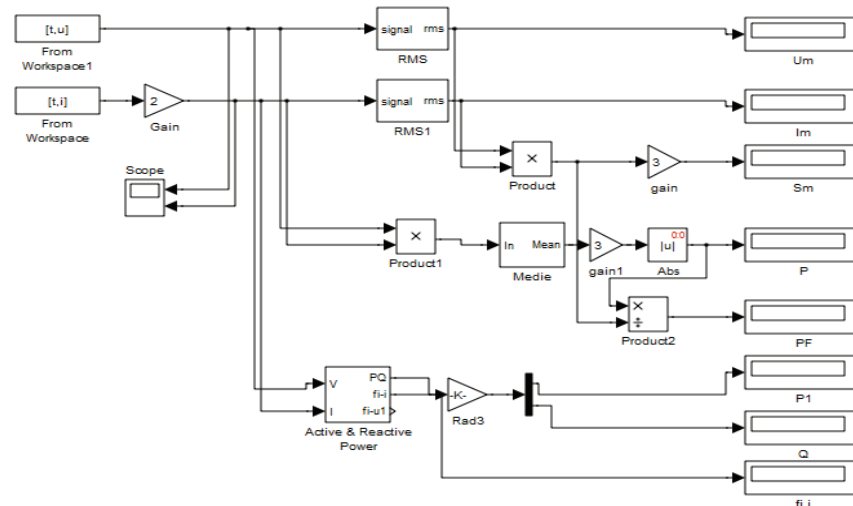 [t,u]
From
Workspace1
signal rms
RMS
Um
[t,i]
From
Workspace
2
Gain
signal rms
RMS1
Im
Scope
×
Product
3
gain
Sm
×
Product1
In Mean
Medie
3
gain1
0:0
|u|
Abs
P
×
÷
Product2
PF
V
I
PQ
fi-i
fi-u1
Active & Reactive
Power
-K-
Rad3
P1
Q
fi,i